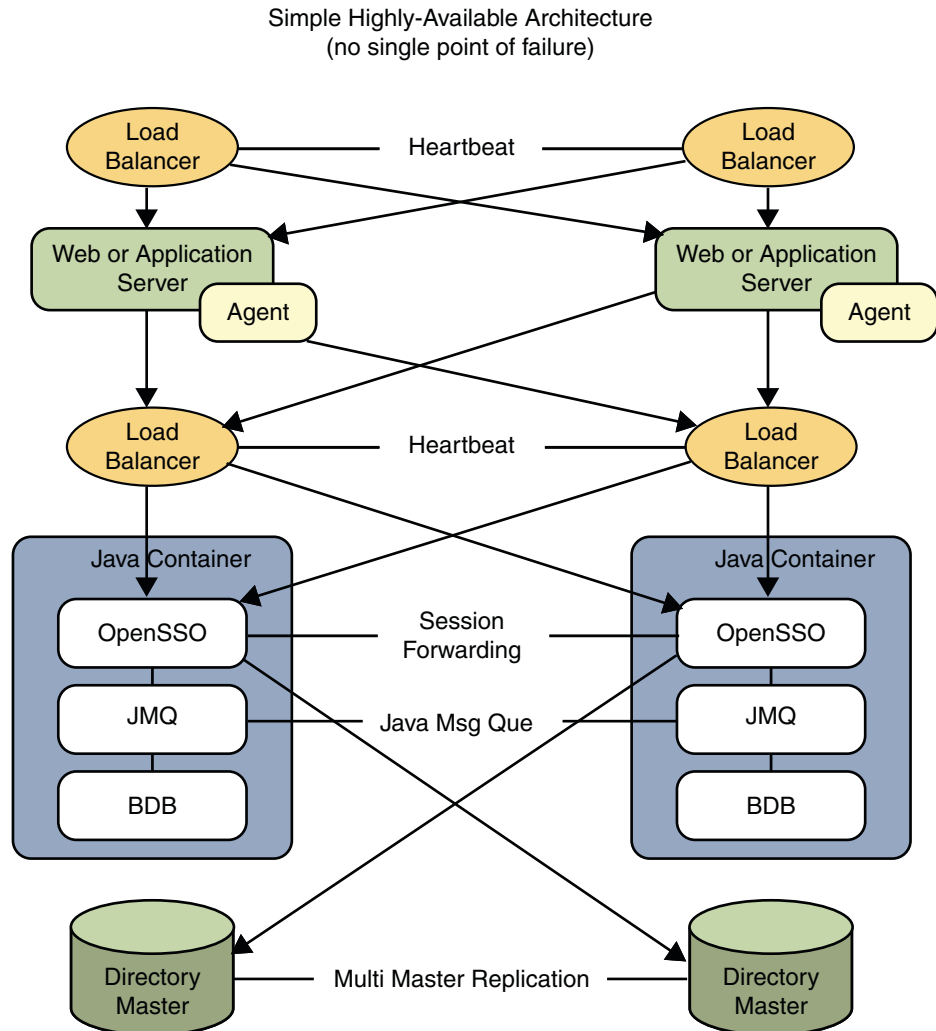 Simple Highly-Available Architecture
(no single point of failure)
Load
Balancer
Heartbeat
Load
Balancer
Web or Application
Server
Agent
Web or Application
Server
Agent
Load
Balancer
Heartbeat
Load
Balancer
Java Container
OpenSSO
JMQ
BDB
Session
Forwarding
Java Msg Que
Java Container
OpenSSO
JMQ
BDB
Directory
Master
Multi Master Replication
Directory
Master